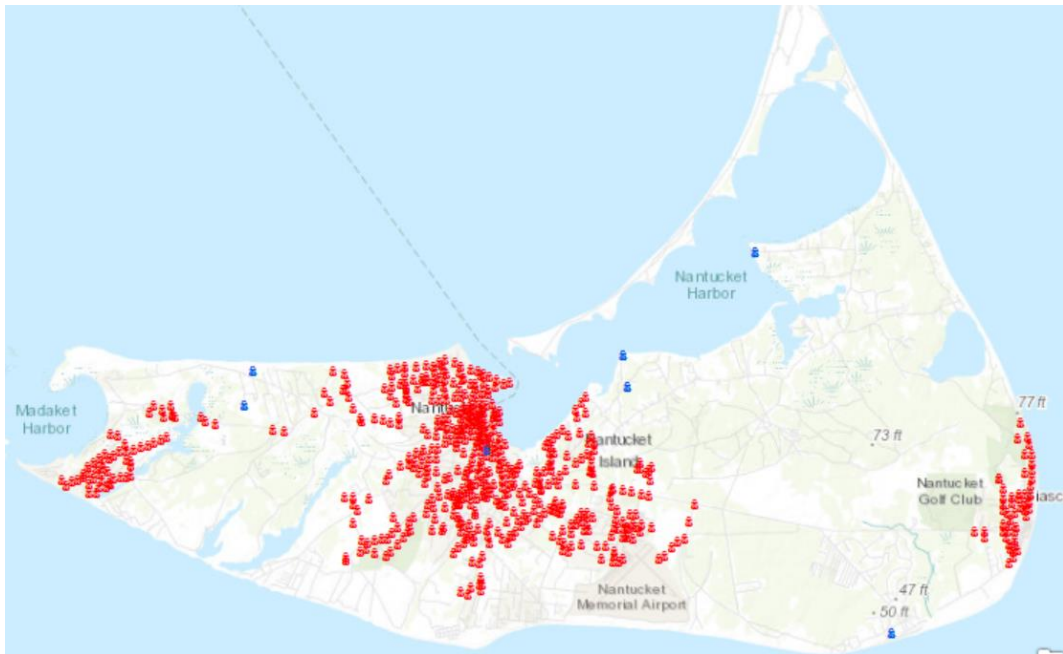 Nantucket
Harbor
Madaket
Harbor
77 ft
73 ft
Nantucket
Island
Nantucket
Golf Club
Nantucket
Memorial Airport
47 ft
50 ft